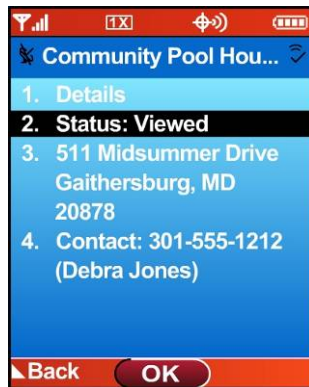 1X
Community Pool Hou...
1. Details
2. Status: Viewed
3. 511 Midsummer Drive
Gaithersburg, MD
20878
4. Contact: 301-555-1212
(Debra Jones)
Back OK